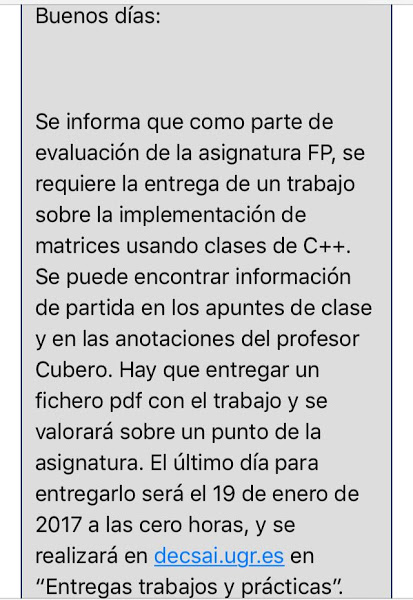 Buenos días:
Se informa que como parte de
evaluación de la asignatura FP, se
requiere la entrega de un trabajo
sobre la implementación de
matrices usando clases de C++.
Se puede encontrar información
de partida en los apuntes de clase
y en las anotaciones del profesor
Cubero. Hay que entregar un
fichero pdf con el trabajo y se
valorará sobre un punto de la
asignatura. El último día para
entregarlo será el 19 de enero de
2017 a las cero horas, y se
realizará en decsai.ugr.es en
“Entregas trabajos y prácticas”.